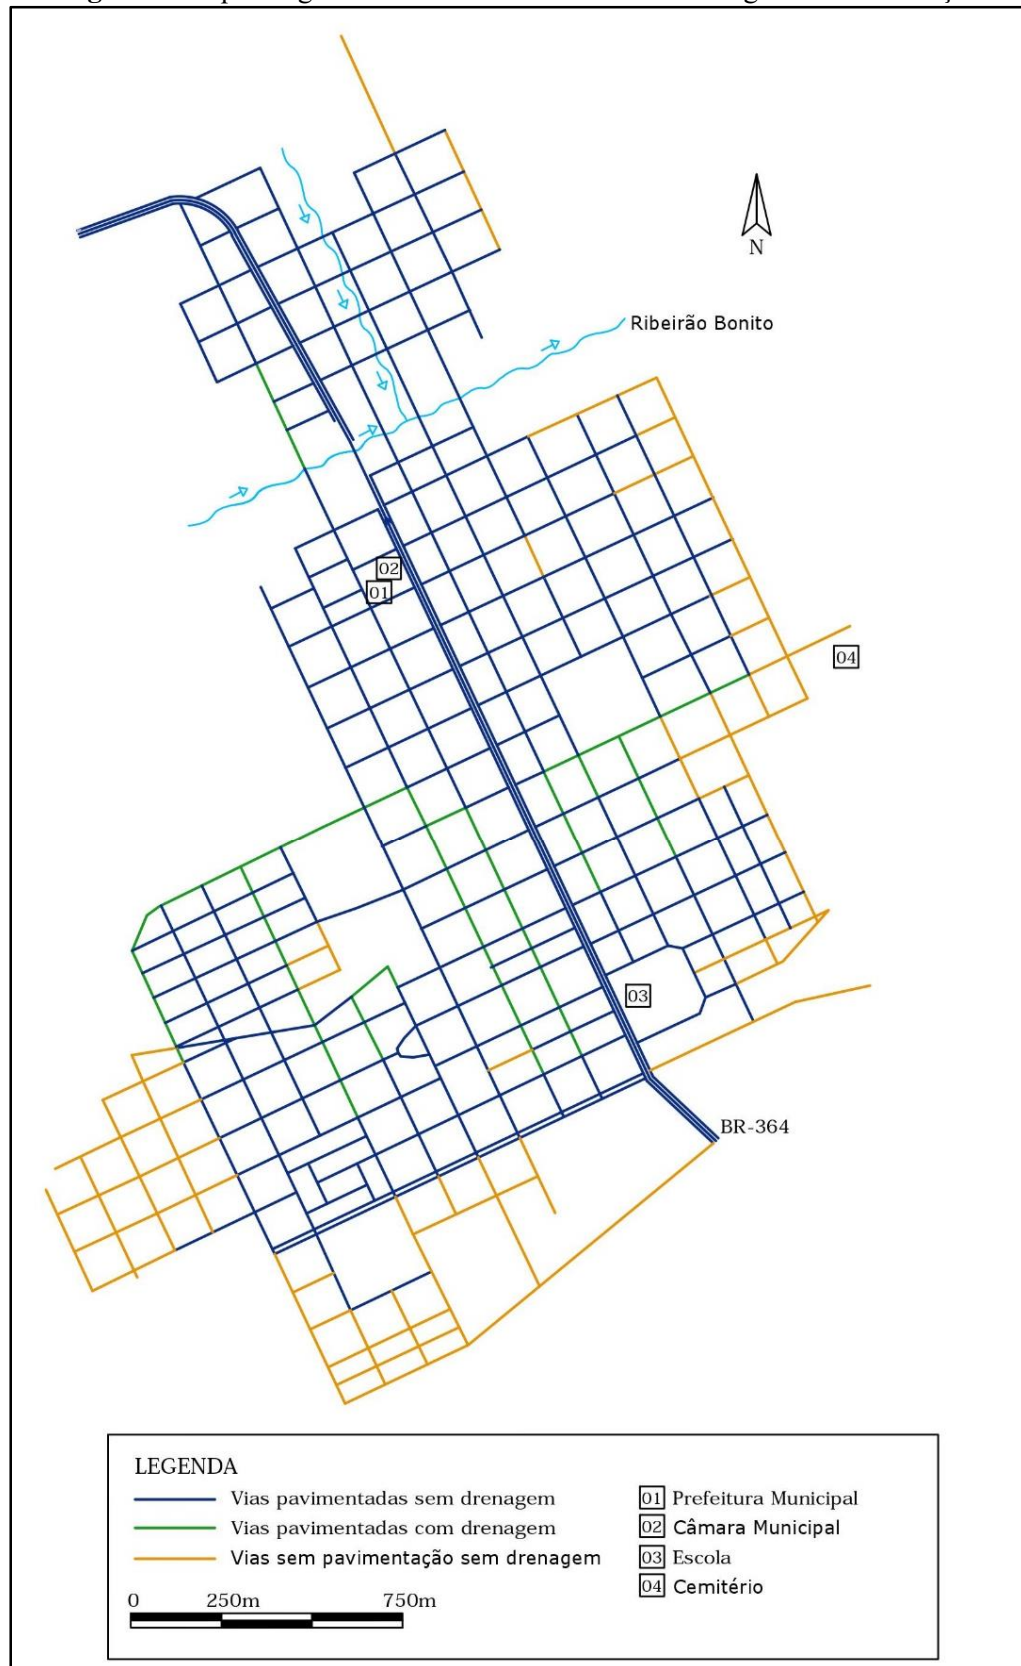 N
Ribeirão Bonito
02
01
04
03
BR-364
LEGENDA
Vias pavimentadas sem drenagem
Vias pavimentadas com drenagem
Vias sem pavimentação sem drenagem
01 Prefeitura Municipal
02 Câmara Municipal
03 Escola
04 Cemitério
0 250m 750m